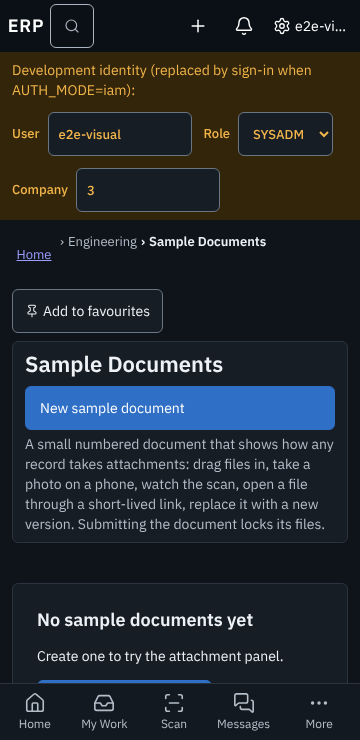 ERP
e2e-vi...
Development identity (replaced by sign-in when
AUTH_MODE=iam):
User e2e-visual Role SYSADM
Company 3
Home › Engineering › Sample Documents
Add to favourites
Sample Documents
New sample document
A small numbered document that shows how any
record takes attachments: drag files in, take a
photo on a phone, watch the scan, open a file
through a short-lived link, replace it with a new
version. Submitting the document locks its files.
No sample documents yet
Create one to try the attachment panel.
Home My Work Scan Messages More